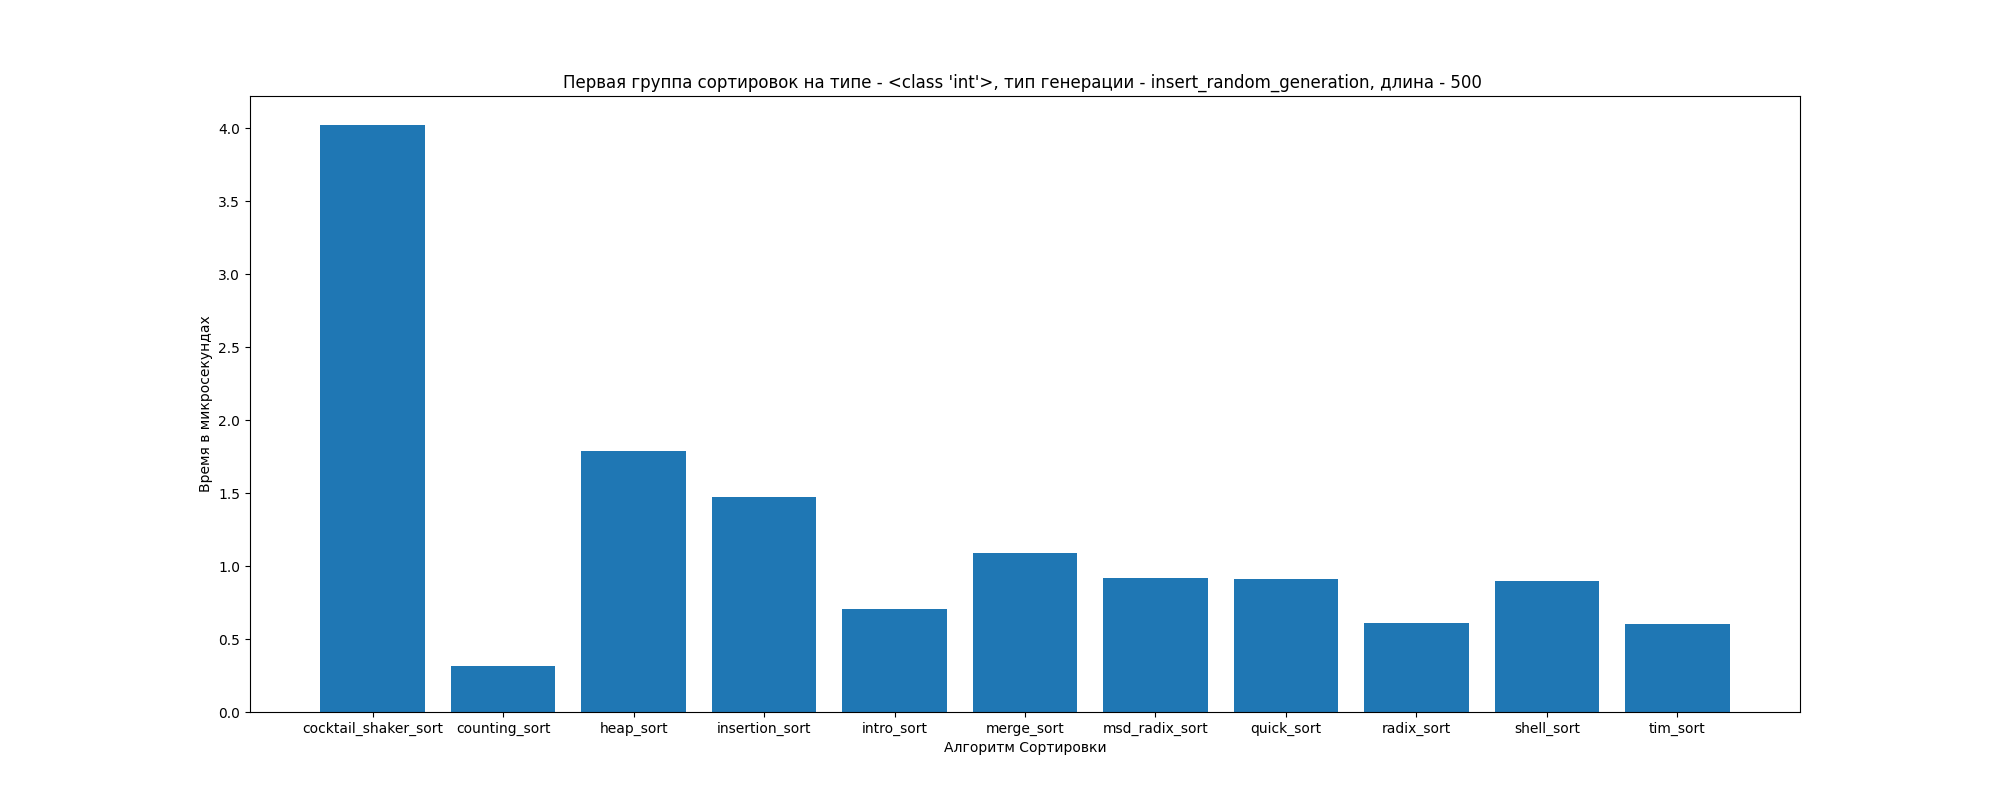 Первая группа сортировок на типе - <class 'int'>, тип генерации - insert_random_generation, длина - 500
4.0
3.5
3.0
2.5
2.0
1.5
1.0
0.5
0.0
Время в микросекундах
cocktail_shaker_sort counting_sort heap_sort insertion_sort intro_sort merge_sort msd_radix_sort quick_sort radix_sort shell_sort tim_sort
Алгоритм Сортировки